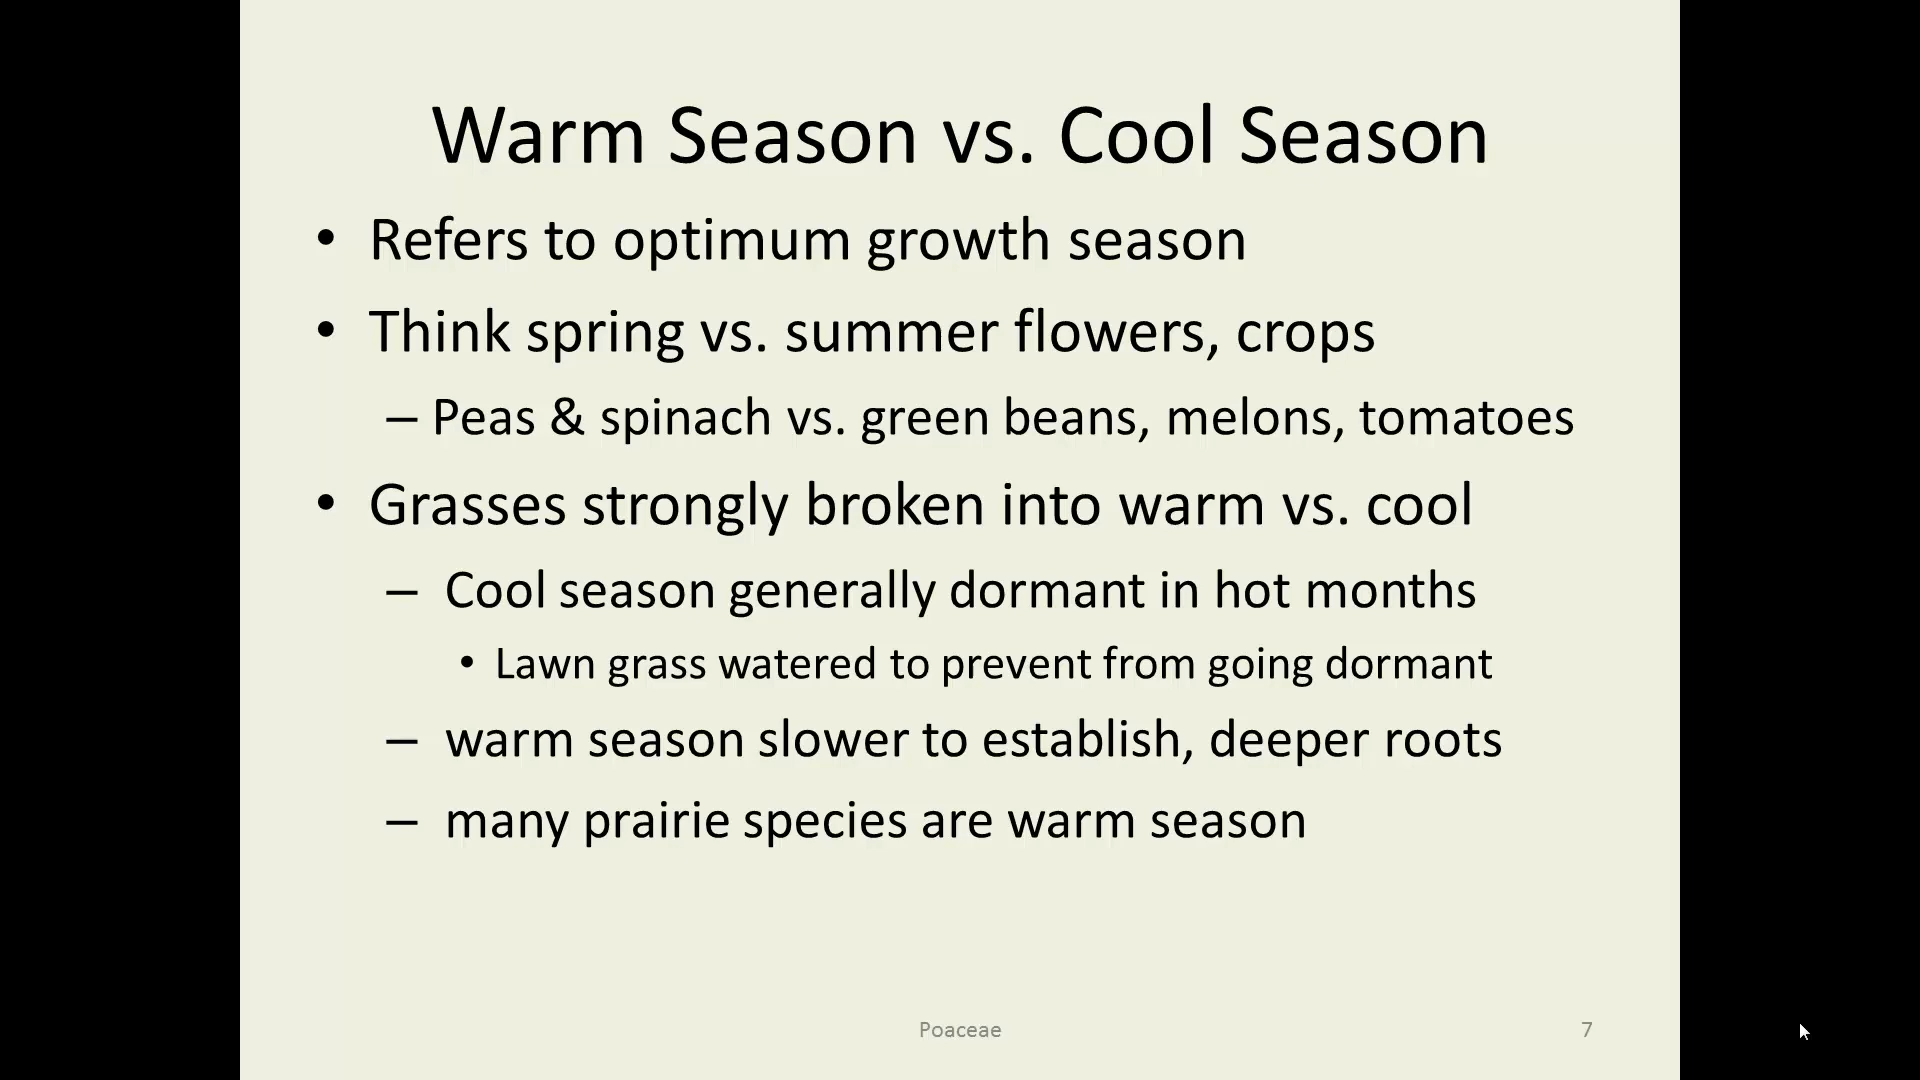 Warm Season vs. Cool Season
• Refers to optimum growth season
• Think spring vs. summer flowers, crops
– Peas & spinach vs. green beans, melons, tomatoes
• Grasses strongly broken into warm vs. cool
– Cool season generally dormant in hot months
• Lawn grass watered to prevent from going dormant
– warm season slower to establish, deeper roots
– many prairie species are warm season
Poaceae
7